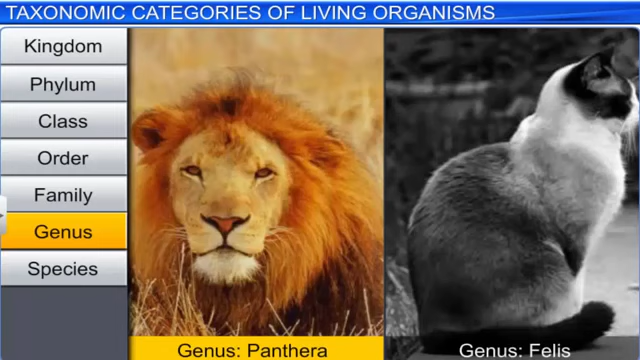 TAXONOMIC CATEGORIES OF LIVING ORGANISMS
Kingdom
Phylum
Class
Order
Family
Genus
Species
Genus: Panthera
Genus: Felis